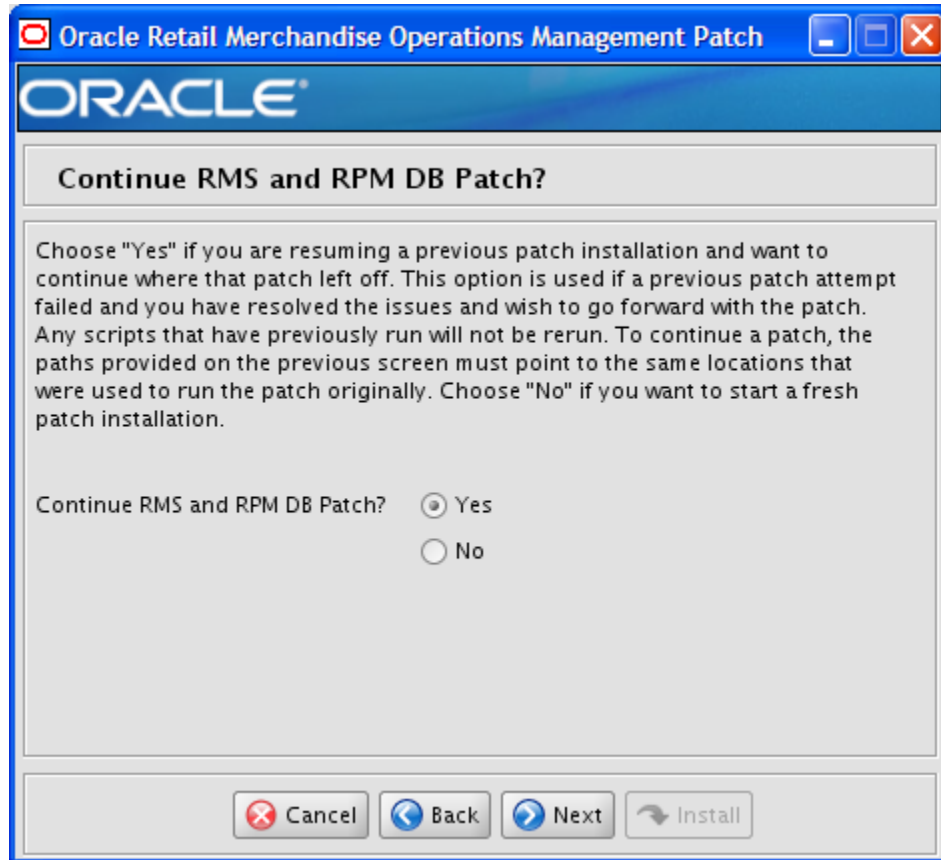 Oracle Retail Merchandise Operations Management Patch
ORACLE®
Continue RMS and RPM DB Patch?
Choose "Yes" if you are resuming a previous patch installation and want to
continue where that patch left off. This option is used if a previous patch attempt
failed and you have resolved the issues and wish to go forward with the patch.
Any scripts that have previously run will not be rerun. To continue a patch, the
paths provided on the previous screen must point to the same locations that
were used to run the patch originally. Choose "No" if you want to start a fresh
patch installation.
Continue RMS and RPM DB Patch? Yes
No
Cancel Back Next Install